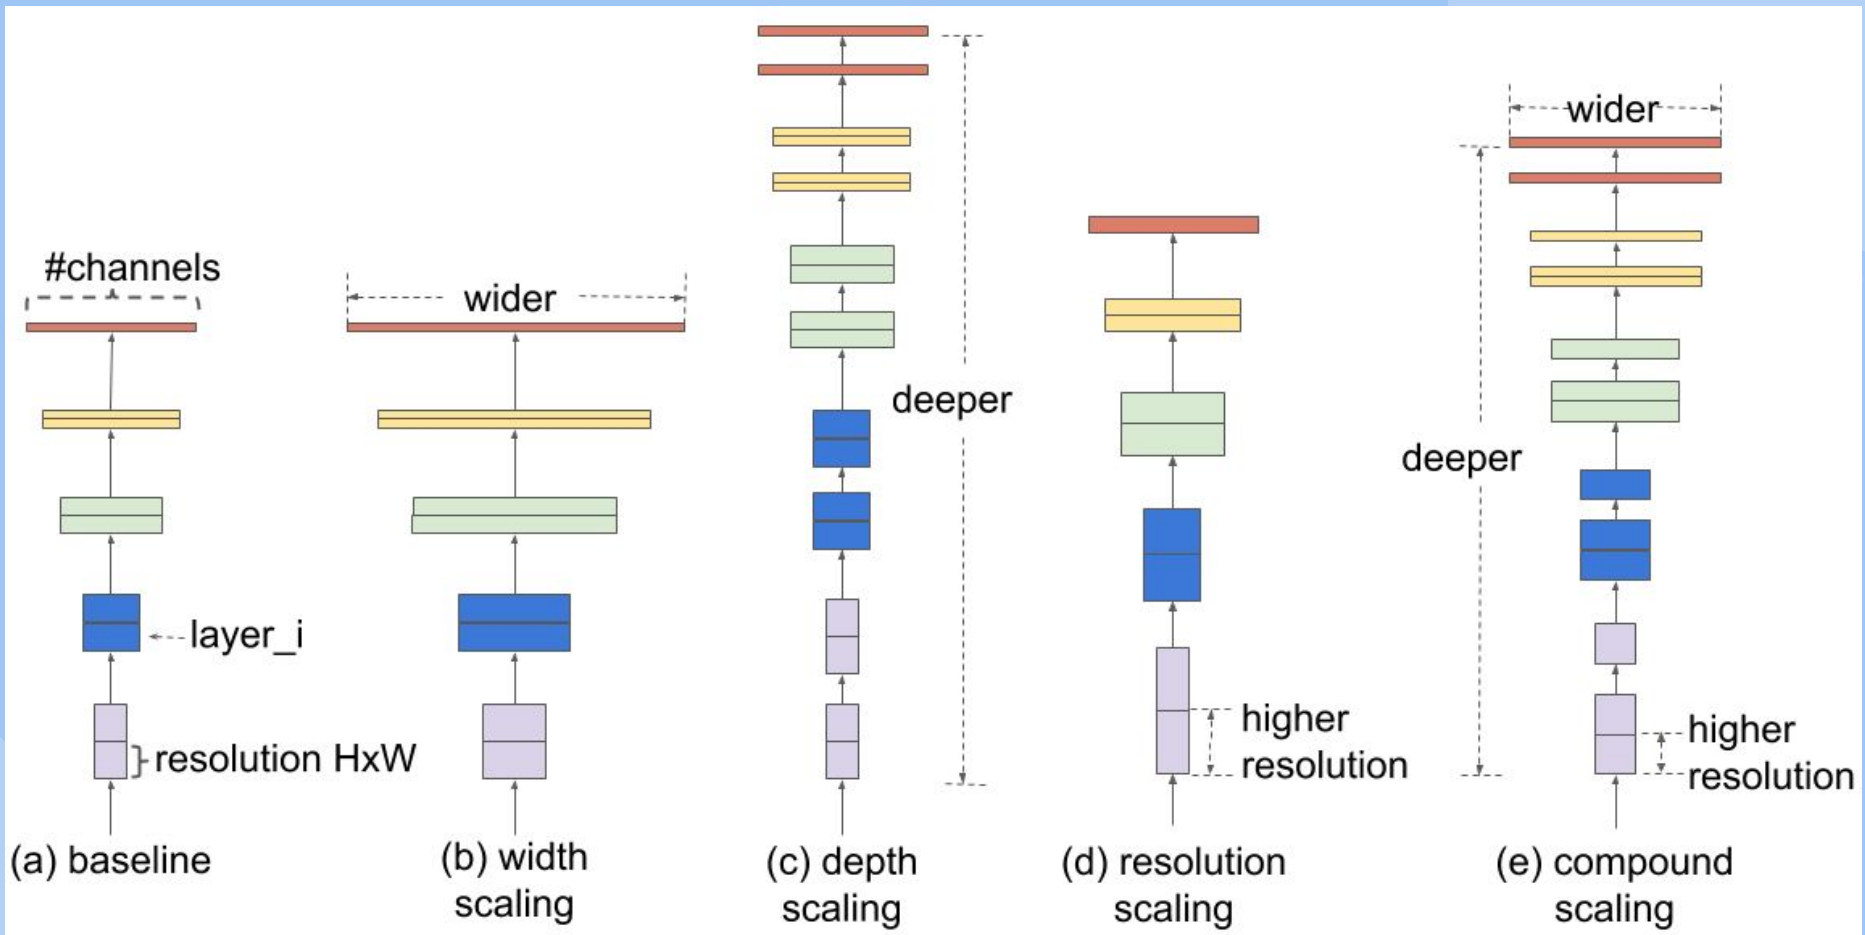 #channels
layer_i
resolution HxW
(a) baseline
wider
(b) width
scaling
deeper
(c) depth
scaling
higher
resolution
(d) resolution
scaling
wider
deeper
higher
resolution
(e) compound
scaling